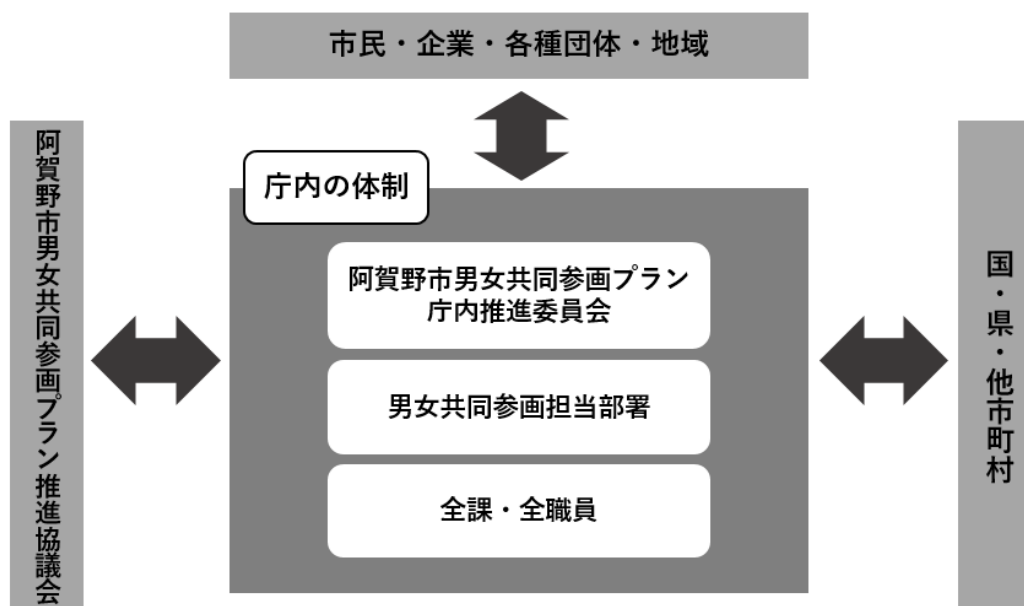 市民・企業・各種団体・地域
阿賀野市男女共同参画プラン推進協議会
庁内の体制
阿賀野市男女共同参画プラン
庁内推進委員会
男女共同参画担当部署
全課・全職員
国・県・他市町村